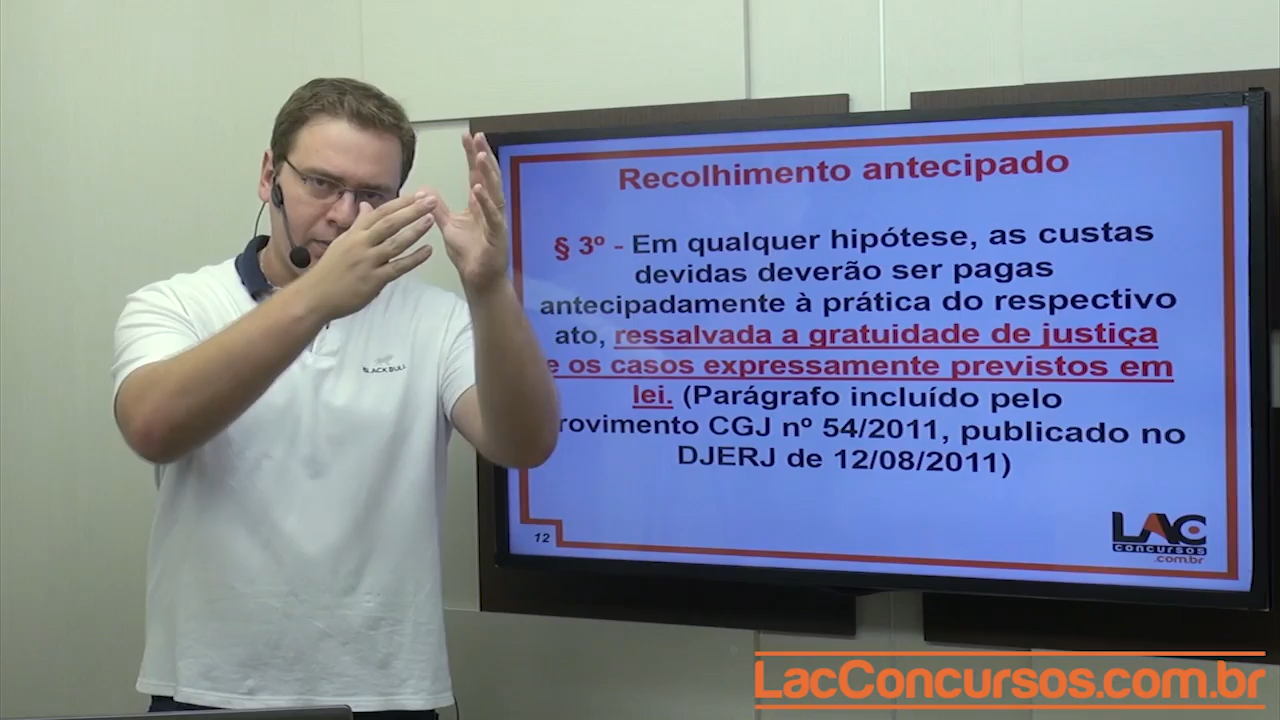 Recolhimento antecipado
§ 3º - Em qualquer hipótese, as custas
devidas deverão ser pagas
antecipadamente à prática do respectivo
ato, ressalvada a gratuidade de justiça
e os casos expressamente previstos em
lei. (Parágrafo incluído pelo
rovimento CGJ nº 54/2011, publicado no
DJERJ de 12/08/2011)
12
LAC
concursos
.com.br
BLACK BULL
LacConcursos.com.br